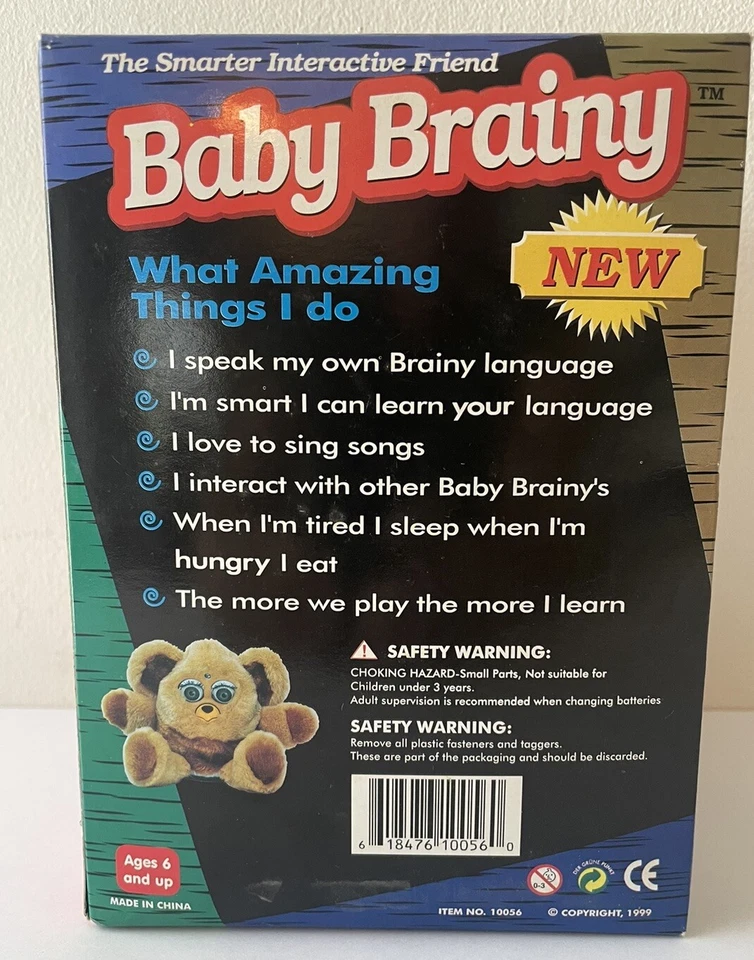 The Smarter Interactive Friend
Baby Brainy TM
NEW
What Amazing
Things I do
I speak my own Brainy language
I'm smart I can learn your language
I love to sing songs
I interact with other Baby Brainy's
When I'm tired I sleep when I'm
hungry I eat
The more we play the more I learn
SAFETY WARNING:
CHOKING HAZARD-Small Parts, Not suitable for
Children under 3 years.
Adult supervision is recommended when changing batteries
SAFETY WARNING:
Remove all plastic fasteners and taggers.
These are part of the packaging and should be discarded.
6 18476 10056 0
Ages 6
and up
0-3
DER GRÜNE PUNKT
CE
MADE IN CHINA
ITEM NO. 10056 © COPYRIGHT, 1999